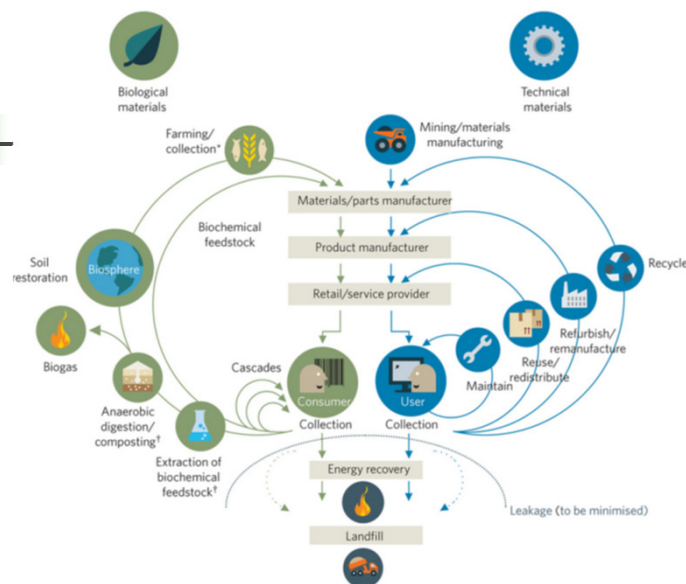 Biological
materials
Technical
materials
Farming/
collection*
Mining/materials
manufacturing
Materials/parts manufacturer
Biochemical
feedstock
Product manufacturer
Soil
restoration
Biosphere
Recycle
Retail/service provider
Refurbish/
remanufacture
Reuse/
redistribute
Biogas
Cascades
Maintain
Consumer
User
Anaerobic
digestion/
composting†
Collection
Collection
Extraction of
biochemical
feedstock†
Energy recovery
Leakage (to be minimised)
Landfill